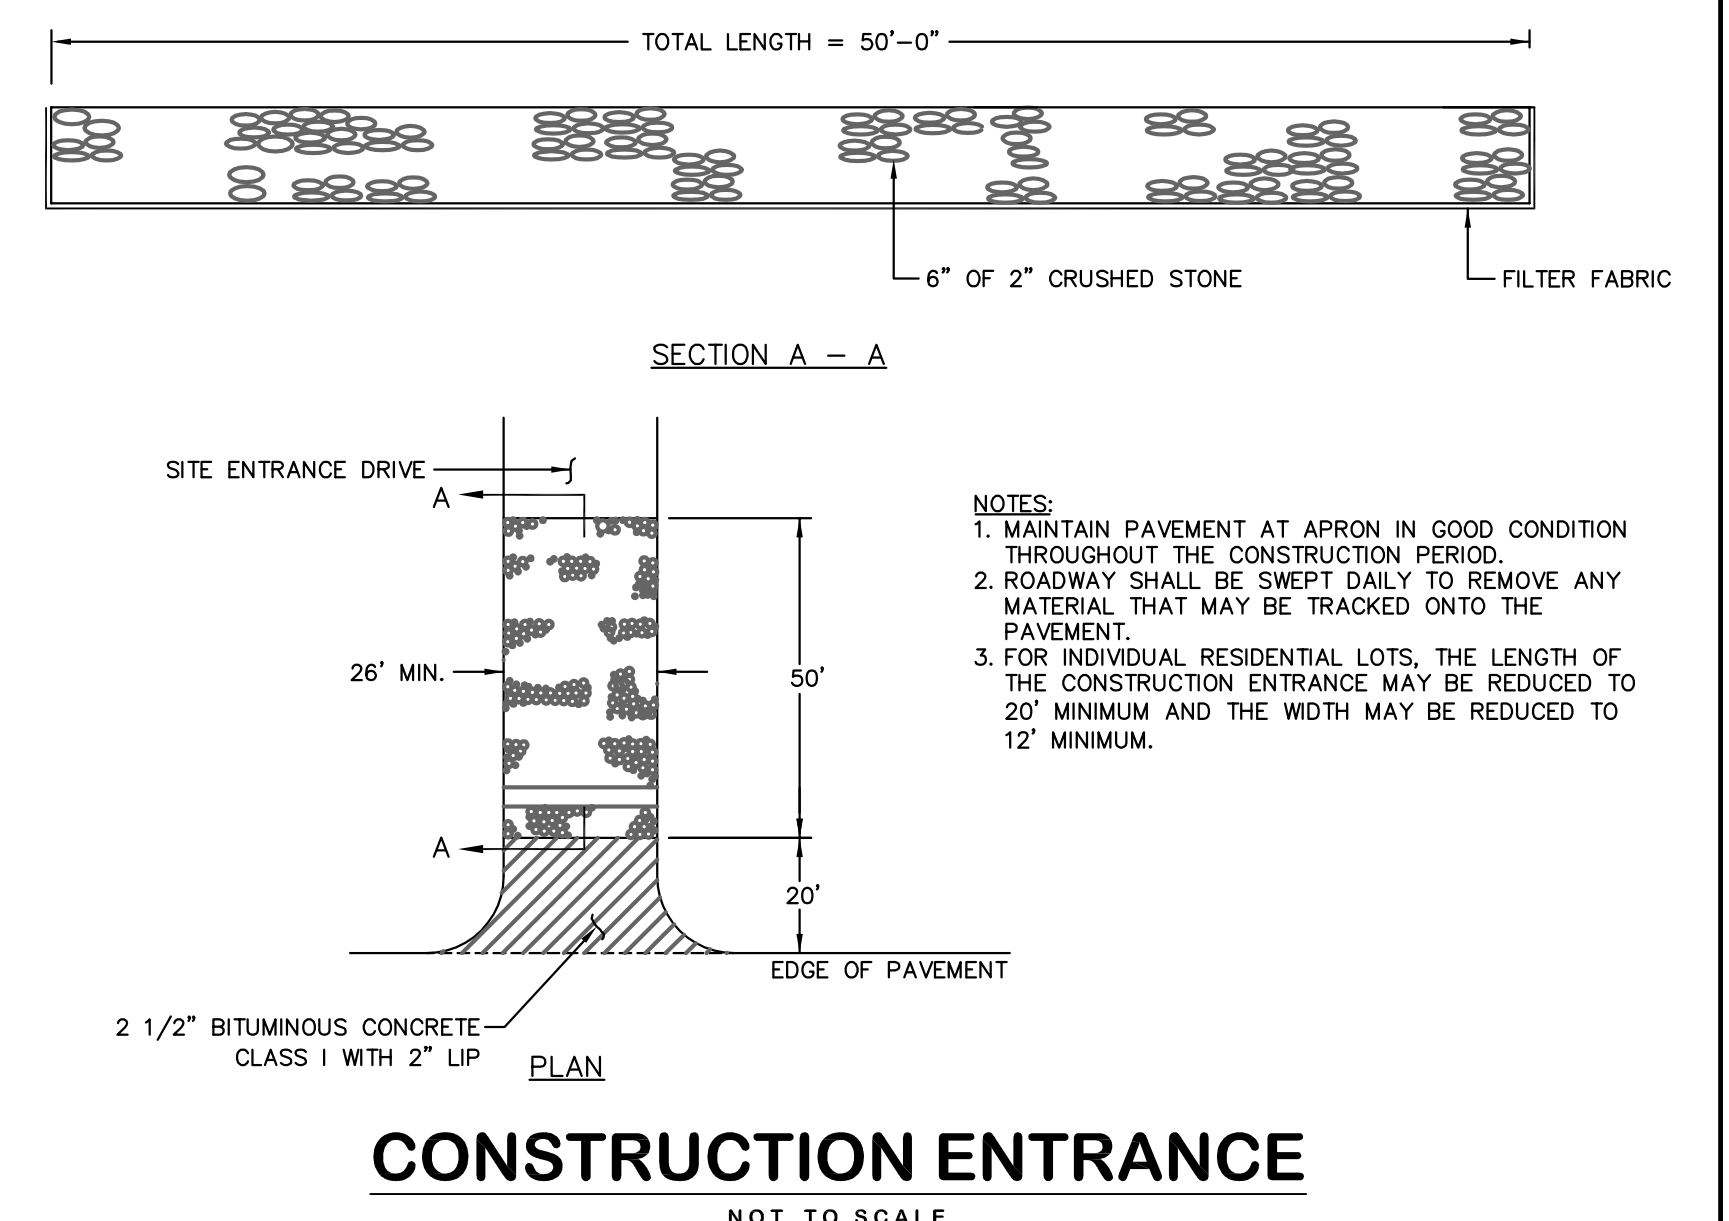 TOTAL LENGTH = 50'-0"
6" OF 2" CRUSHED STONE
FILTER FABRIC
SECTION A - A
SITE ENTRANCE DRIVE
A
26' MIN.
50'
A
20'
EDGE OF PAVEMENT
2 1/2" BITUMINOUS CONCRETE
CLASS I WITH 2" LIP
PLAN
NOTES:
1. MAINTAIN PAVEMENT AT APRON IN GOOD CONDITION
THROUGHOUT THE CONSTRUCTION PERIOD.
2. ROADWAY SHALL BE SWEPT DAILY TO REMOVE ANY
MATERIAL THAT MAY BE TRACKED ONTO THE
PAVEMENT.
3. FOR INDIVIDUAL RESIDENTIAL LOTS, THE LENGTH OF
THE CONSTRUCTION ENTRANCE MAY BE REDUCED TO
20' MINIMUM AND THE WIDTH MAY BE REDUCED TO
12' MINIMUM.
CONSTRUCTION ENTRANCE
NOT TO SCALE